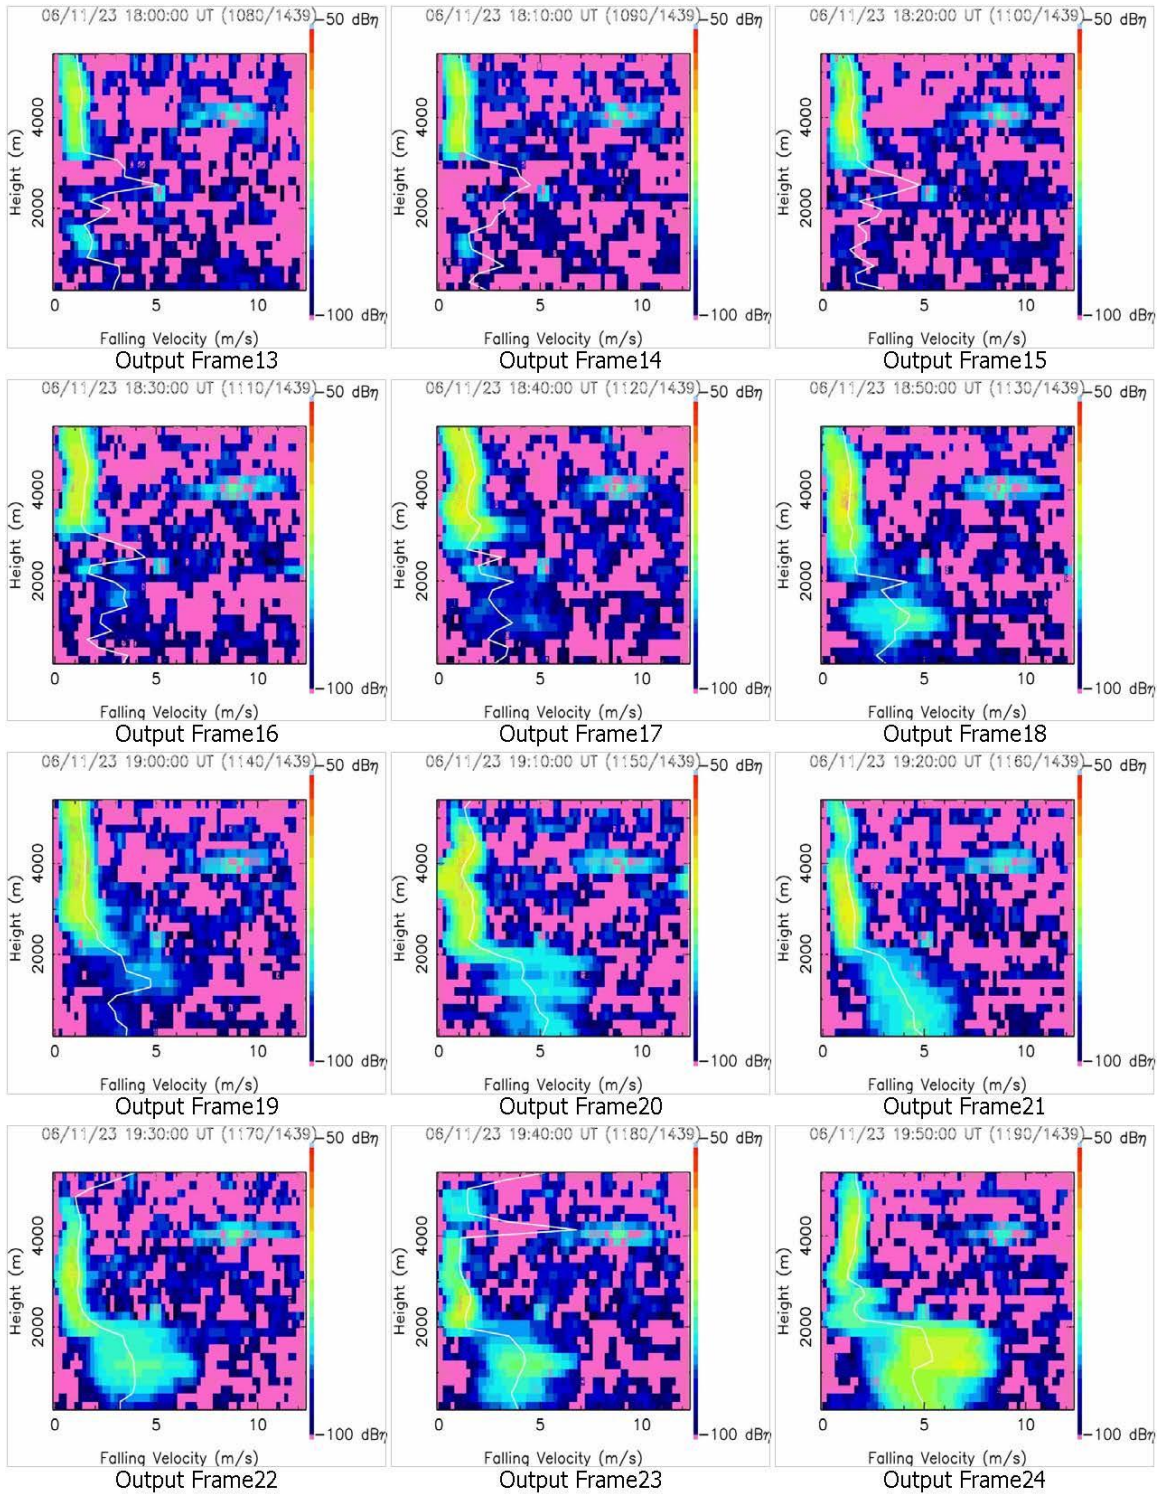 06/11/23 18:00:00 UT (1080/1439) -50 dBη
06/11/23 18:10:00 UT (1090/1439) -50 dBη
06/11/23 18:20:00 UT (1100/1439) -50 dBη
Height (m) 4000 2000
Height (m) 4000 2000
Height (m) 4000 2000
0 5 10 -100 dBη
0 5 10 -100 dBη
0 5 10 -100 dBη
Falling Velocity (m/s)
Falling Velocity (m/s)
Falling Velocity (m/s)
Output Frame13
Output Frame14
Output Frame15
06/11/23 18:30:00 UT (1110/1439) -50 dBη
06/11/23 18:40:00 UT (1120/1439) -50 dBη
06/11/23 18:50:00 UT (1130/1439) -50 dBη
Height (m) 4000 2000
Height (m) 4000 2000
Height (m) 4000 2000
0 5 10 -100 dBη
0 5 10 -100 dBη
0 5 10 -100 dBη
Falling Velocity (m/s)
Falling Velocity (m/s)
Falling Velocity (m/s)
Output Frame16
Output Frame17
Output Frame18
06/11/23 19:00:00 UT (1140/1439) -50 dBη
06/11/23 19:10:00 UT (1150/1439) -50 dBη
06/11/23 19:20:00 UT (1160/1439) -50 dBη
Height (m) 4000 2000
Height (m) 4000 2000
Height (m) 4000 2000
0 5 10 -100 dBη
0 5 10 -100 dBη
0 5 10 -100 dBη
Falling Velocity (m/s)
Falling Velocity (m/s)
Falling Velocity (m/s)
Output Frame19
Output Frame20
Output Frame21
06/11/23 19:30:00 UT (1170/1439) -50 dBη
06/11/23 19:40:00 UT (1180/1439) -50 dBη
06/11/23 19:50:00 UT (1190/1439) -50 dBη
Height (m) 4000 2000
Height (m) 4000 2000
Height (m) 4000 2000
0 5 10 -100 dBη
0 5 10 -100 dBη
0 5 10 -100 dBη
Falling Velocity (m/s)
Falling Velocity (m/s)
Falling Velocity (m/s)
Output Frame22
Output Frame23
Output Frame24